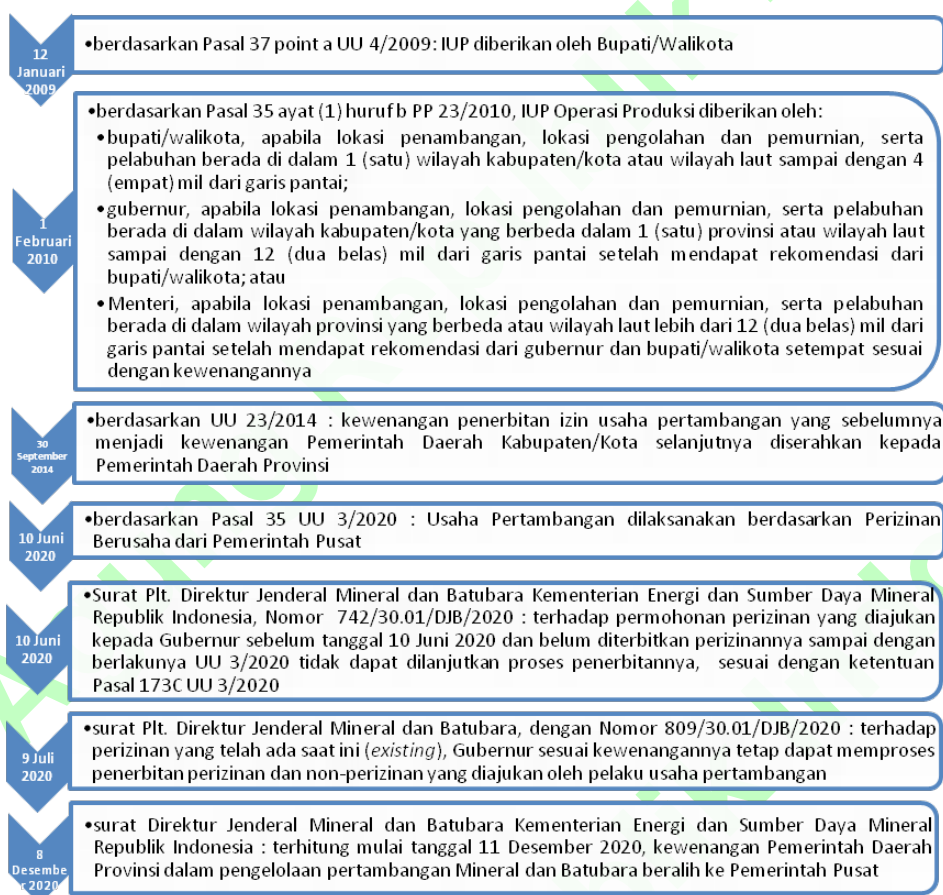 12
Januari
2009
•berdasarkan Pasal 37 point a UU 4/2009: IUP diberikan oleh Bupati/Walikota
1
Februari
2010
•berdasarkan Pasal 35 ayat (1) huruf b PP 23/2010, IUP Operasi Produksi diberikan oleh:
•bupati/walikota, apabila lokasi penambangan, lokasi pengolahan dan pemurnian, serta
pelabuhan berada di dalam 1 (satu) wilayah kabupaten/kota atau wilayah laut sampai dengan 4
(empat) mil dari garis pantai;
•gubernur, apabila lokasi penambangan, lokasi pengolahan dan pemurnian, serta pelabuhan
berada di dalam wilayah kabupaten/kota yang berbeda dalam 1 (satu) provinsi atau wilayah laut
sampai dengan 12 (dua belas) mil dari garis pantai setelah mendapat rekomendasi dari
bupati/walikota; atau
•Menteri, apabila lokasi penambangan, lokasi pengolahan dan pemurnian, serta pelabuhan
berada di dalam wilayah provinsi yang berbeda atau wilayah laut lebih dari 12 (dua belas) mil dari
garis pantai setelah mendapat rekomendasi dari gubernur dan bupati/walikota setempat sesuai
dengan kewenangannya
30
September
2014
•berdasarkan UU 23/2014 : kewenangan penerbitan izin usaha pertambangan yang sebelumnya
menjadi kewenangan Pemerintah Daerah Kabupaten/Kota selanjutnya diserahkan kepada
Pemerintah Daerah Provinsi
10 Juni
2020
•berdasarkan Pasal 35 UU 3/2020 : Usaha Pertambangan dilaksanakan berdasarkan Perizinan
Berusaha dari Pemerintah Pusat
10 Juni
2020
•Surat Plt. Direktur Jenderal Mineral dan Batubara Kementerian Energi dan Sumber Daya Mineral
Republik Indonesia, Nomor 742/30.01/DJB/2020 : terhadap permohonan perizinan yang diajukan
kepada Gubernur sebelum tanggal 10 Juni 2020 dan belum diterbitkan perizinannya sampai dengan
berlakunya UU 3/2020 tidak dapat dilanjutkan proses penerbitannya, sesuai dengan ketentuan
Pasal 173C UU 3/2020
9 Juli
2020
•surat Plt. Direktur Jenderal Mineral dan Batubara, dengan Nomor 809/30.01/DJB/2020 : terhadap
perizinan yang telah ada saat ini (existing), Gubernur sesuai kewenangannya tetap dapat memproses
penerbitan perizinan dan non-perizinan yang diajukan oleh pelaku usaha pertambangan
8
Desembe
r 2020
•surat Direktur Jenderal Mineral dan Batubara Kementerian Energi dan Sumber Daya Mineral
Republik Indonesia : terhitung mulai tanggal 11 Desember 2020, kewenangan Pemerintah Daerah
Provinsi dalam pengelolaan pertambangan Mineral dan Batubara beralih ke Pemerintah Pusat